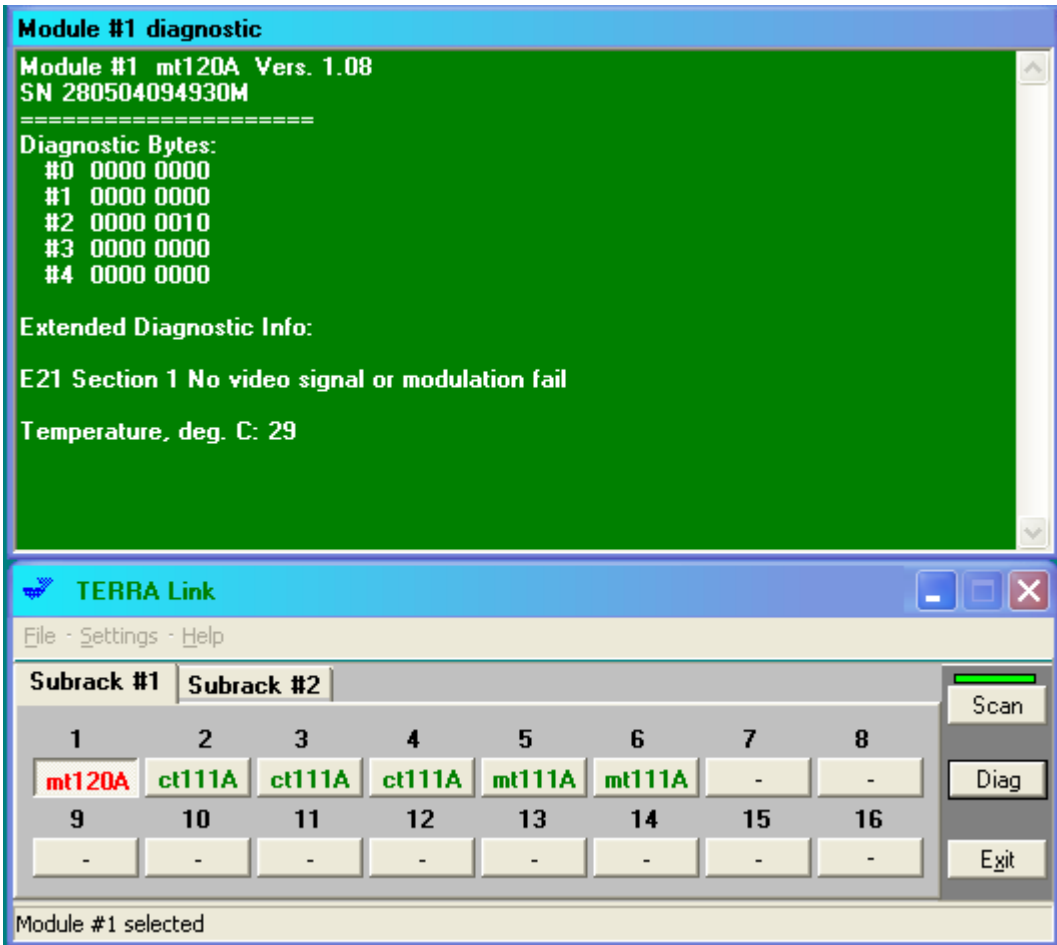 Module #1 diagnostic
Module #1 mt120A Vers. 1.08
SN 280504094930M
=====================
Diagnostic Bytes:
#0 0000 0000
#1 0000 0000
#2 0000 0010
#3 0000 0000
#4 0000 0000
Extended Diagnostic Info:
E21 Section 1 No video signal or modulation fail
Temperature, deg. C: 29
TERRA Link
File - Settings - Help
Subrack #1 Subrack #2
Scan
1 2 3 4 5 6 7 8
mt120A ct111A ct111A ct111A mt111A mt111A - -
Diag
9 10 11 12 13 14 15 16
- - - - - - - -
Exit
Module #1 selected